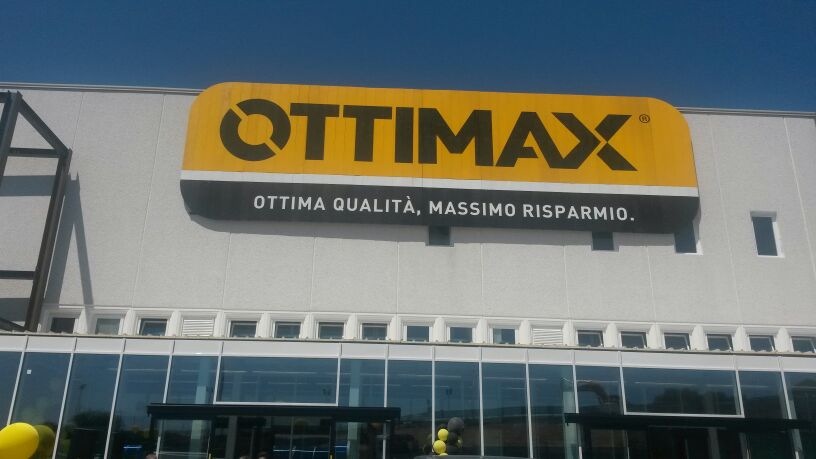 OTTIMAX ®
OTTIMA QUALITÀ, MASSIMO RISPARMIO.